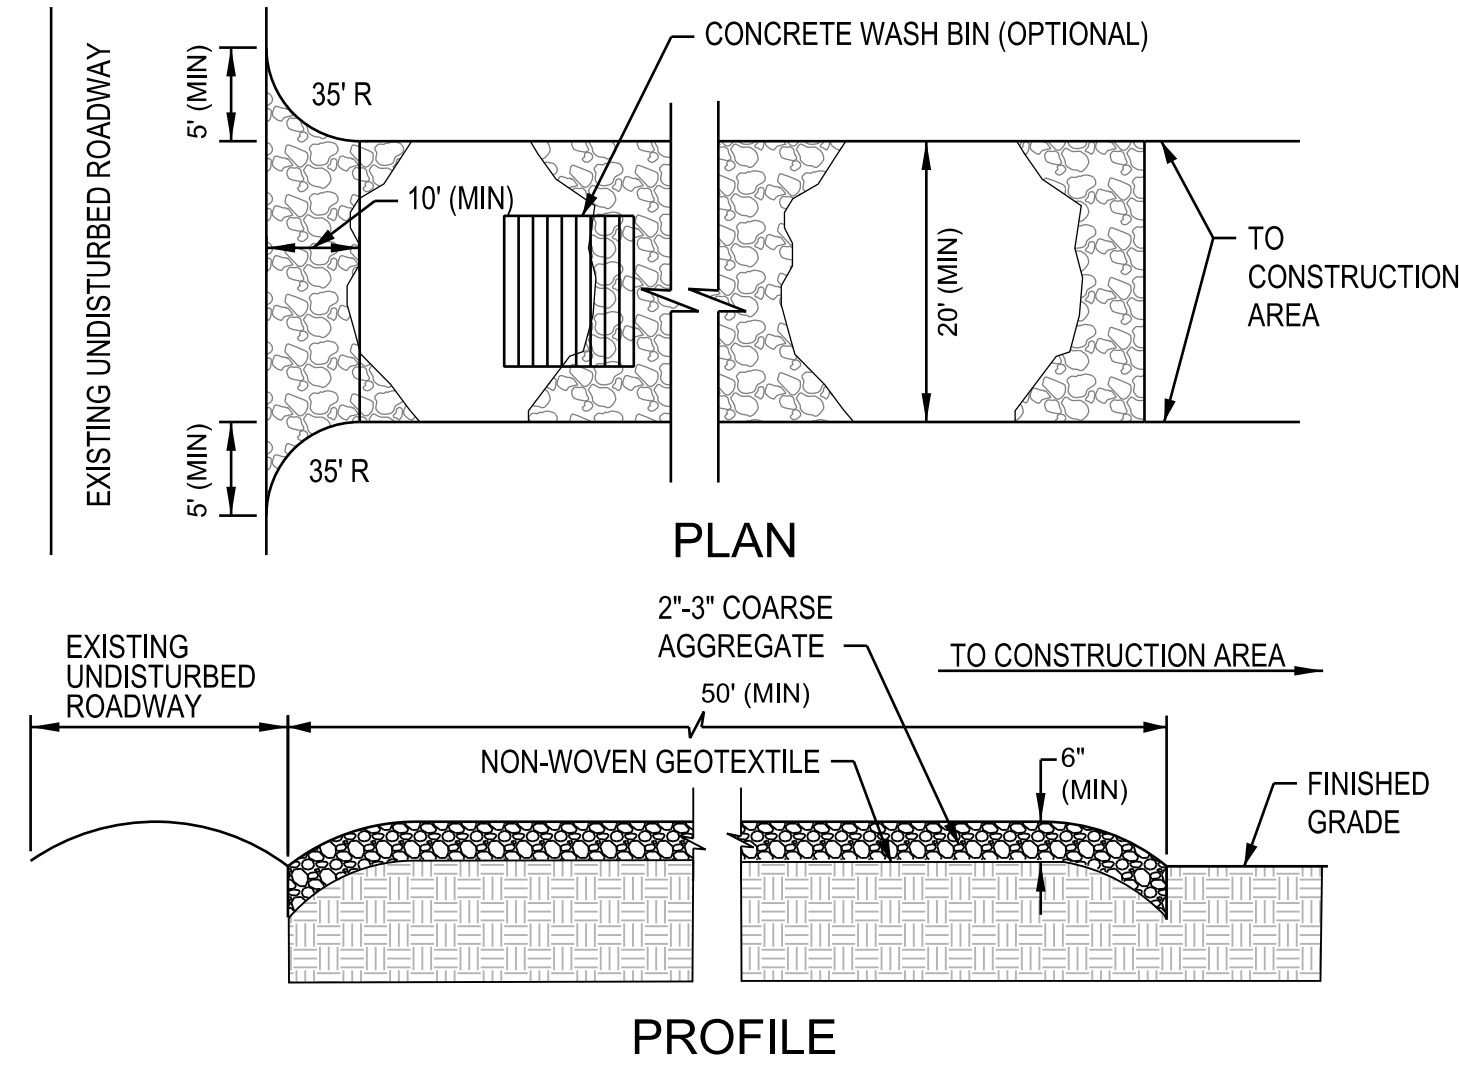 CONCRETE WASH BIN (OPTIONAL)
EXISTING UNDISTURBED ROADWAY
5' (MIN)
35' R
10' (MIN)
20' (MIN)
TO
CONSTRUCTION
AREA
5' (MIN)
35' R
PLAN
2"-3" COARSE
AGGREGATE
EXISTING
UNDISTURBED
ROADWAY
TO CONSTRUCTION AREA
50' (MIN)
NON-WOVEN GEOTEXTILE
6"
(MIN)
FINISHED
GRADE
PROFILE